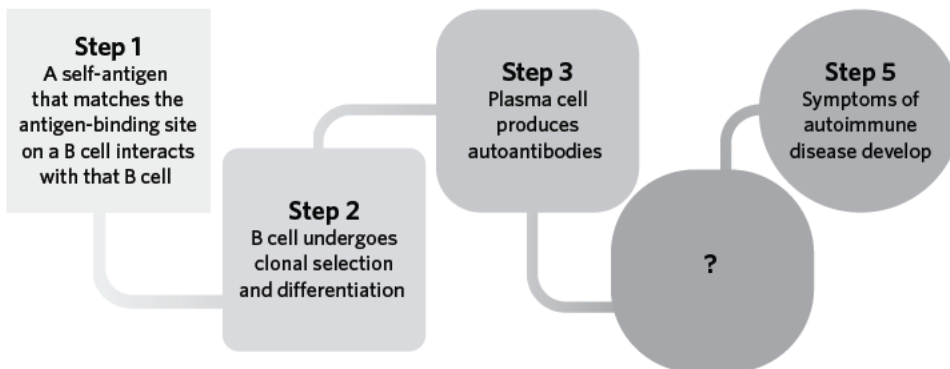 Step 1
A self-antigen
that matches the
antigen-binding site
on a B cell interacts
with that B cell
Step 2
B cell undergoes
clonal selection
and differentiation
Step 3
Plasma cell
produces
autoantibodies
?
Step 5
Symptoms of
autoimmune
disease develop